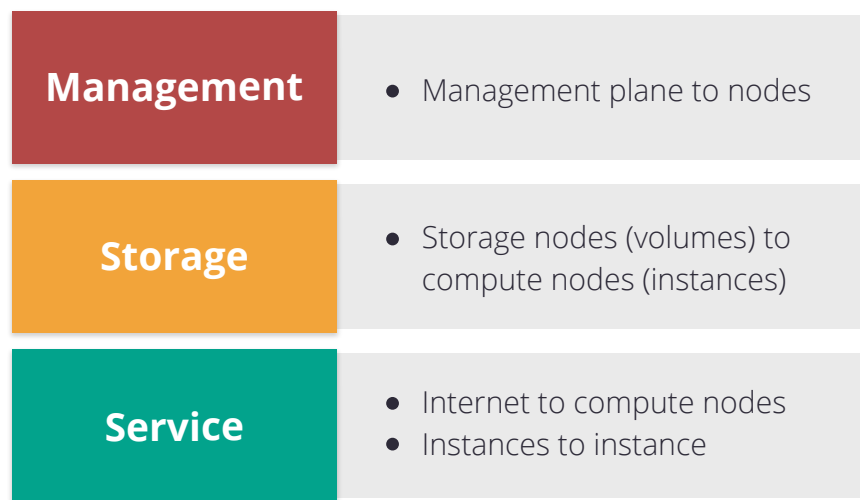 Management
• Management plane to nodes
Storage
• Storage nodes (volumes) to
compute nodes (instances)
Service
• Internet to compute nodes
• Instances to instance